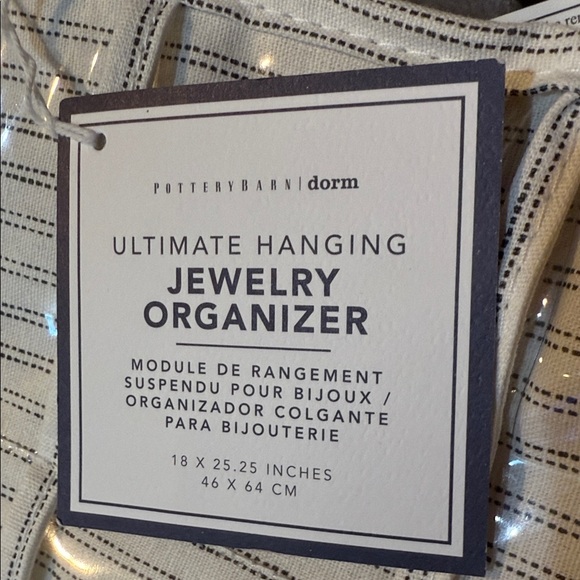 POTTERYBARN | dorm
ULTIMATE HANGING
JEWELRY
ORGANIZER
MODULE DE RANGEMENT
SUSPENDU POUR BIJOUX /
ORGANIZADOR COLGANTE
PARA BIJOUTERIE
18 X 25.25 INCHES
46 X 64 CM